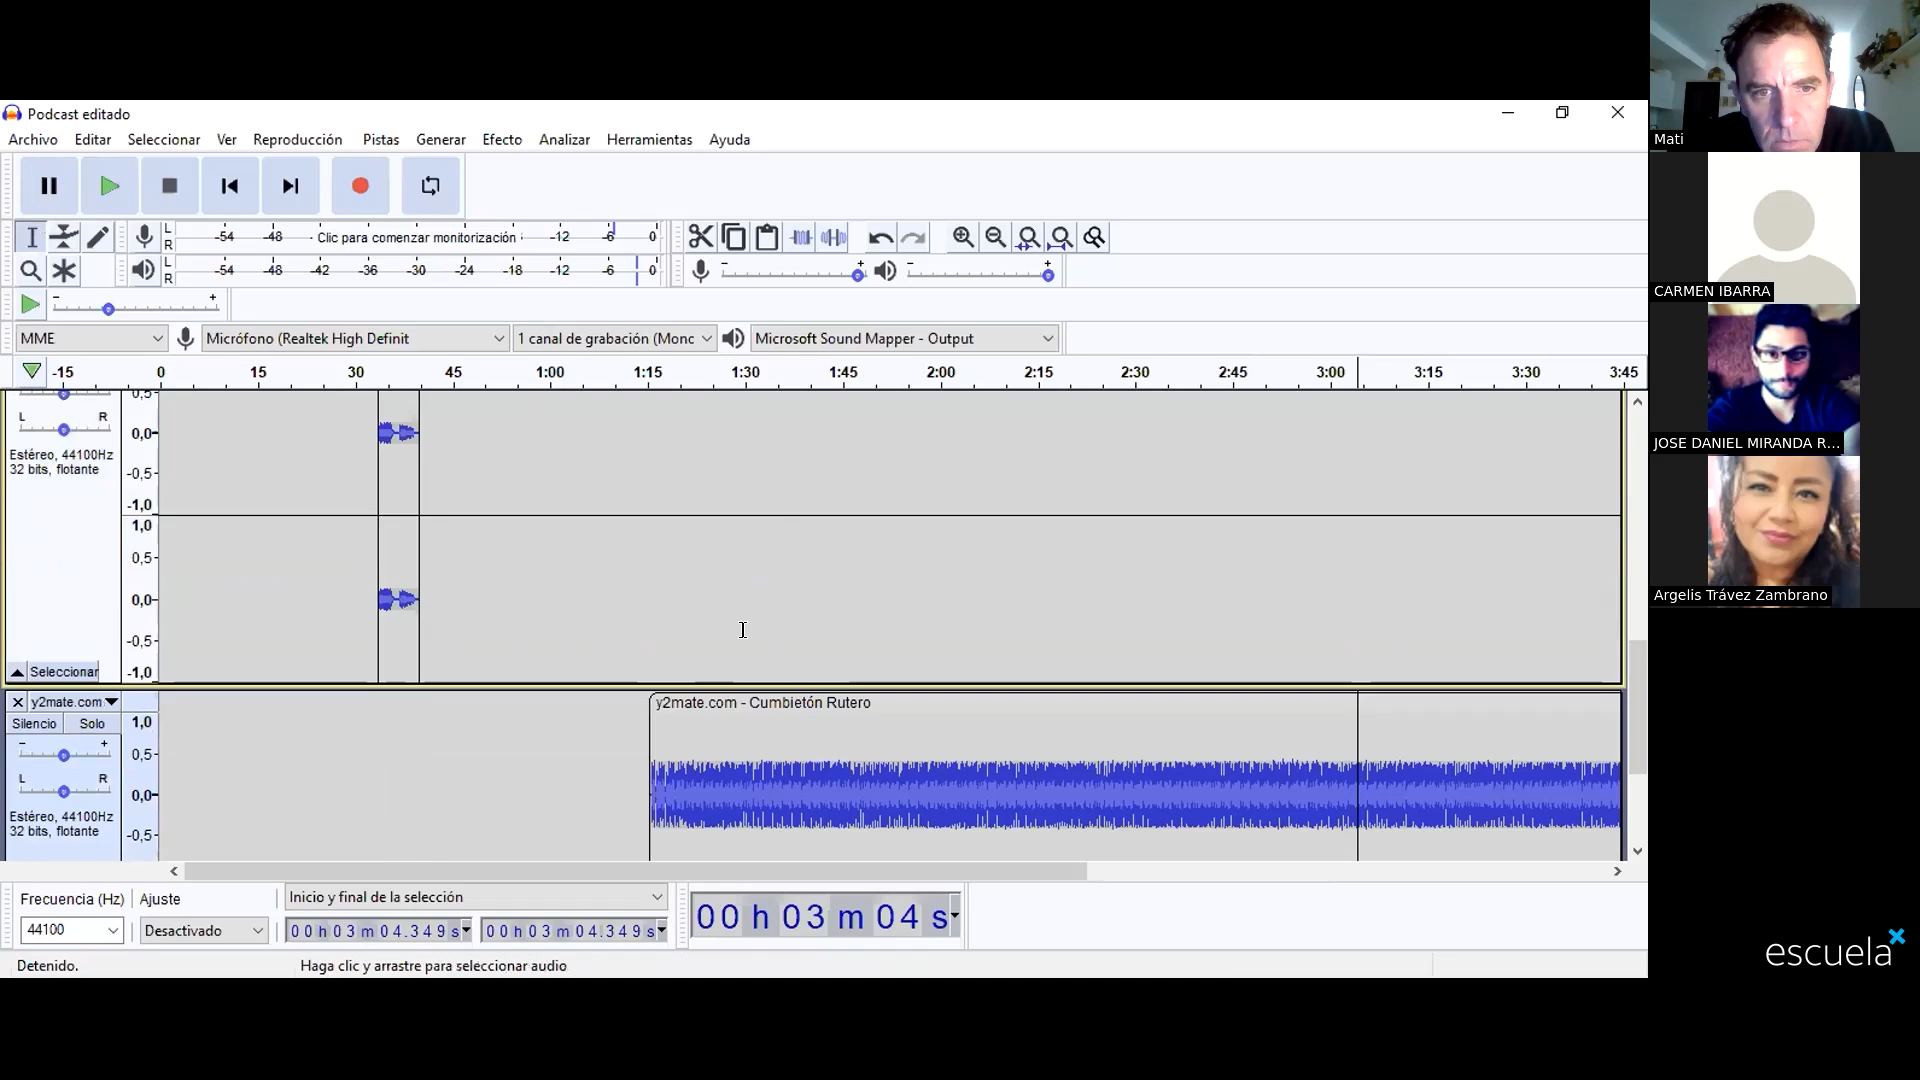 Podcast editado
Archivo Editar Seleccionar Ver Reproducción Pistas Generar Efecto Analizar Herramientas Ayuda
L R -54 -48 - Clic para comenzar monitorización -12 -6 0
L R -54 -48 -42 -36 -30 -24 -18 -12 -6 0
MME Micrófono (Realtek High Definit 1 canal de grabación (Monc Microsoft Sound Mapper - Output
-15 0 15 30 45 1:00 1:15 1:30 1:45 2:00 2:15 2:30 2:45 3:00 3:15 3:30 3:45
0,5
L R
0,0
Estéreo, 44100Hz
32 bits, flotante
-0,5
-1,0
1,0
0,5
0,0
-0,5
-1,0
Seleccionar
y2mate.com
Silencio Solo
- +
L R
Estéreo, 44100Hz
32 bits, flotante
1,0
0,5
0,0
-0,5
y2mate.com - Cumbietón Rutero
Frecuencia (Hz) Ajuste Inicio y final de la selección
44100 Desactivado 00 h 03 m 04.349 s 00 h 03 m 04.349 s
00 h 03 m 04 s
Detenido. Haga clic y arrastre para seleccionar audio
Mati
CARMEN IBARRA
JOSE DANIEL MIRANDA R...
Argelis Trávez Zambrano
escuela